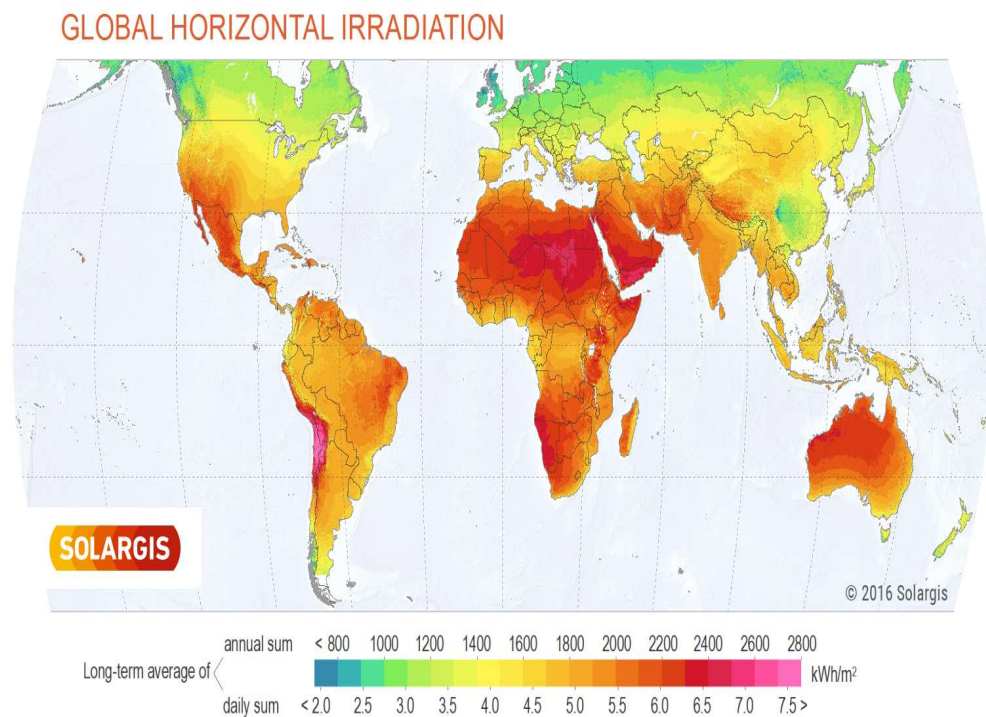 GLOBAL HORIZONTAL IRRADIATION
SOLARGIS
© 2016 Solargis
annual sum < 800 1000 1200 1400 1600 1800 2000 2200 2400 2600 2800
Long-term average of kWh/m²
daily sum < 2.0 2.5 3.0 3.5 4.0 4.5 5.0 5.5 6.0 6.5 7.0 7.5 >